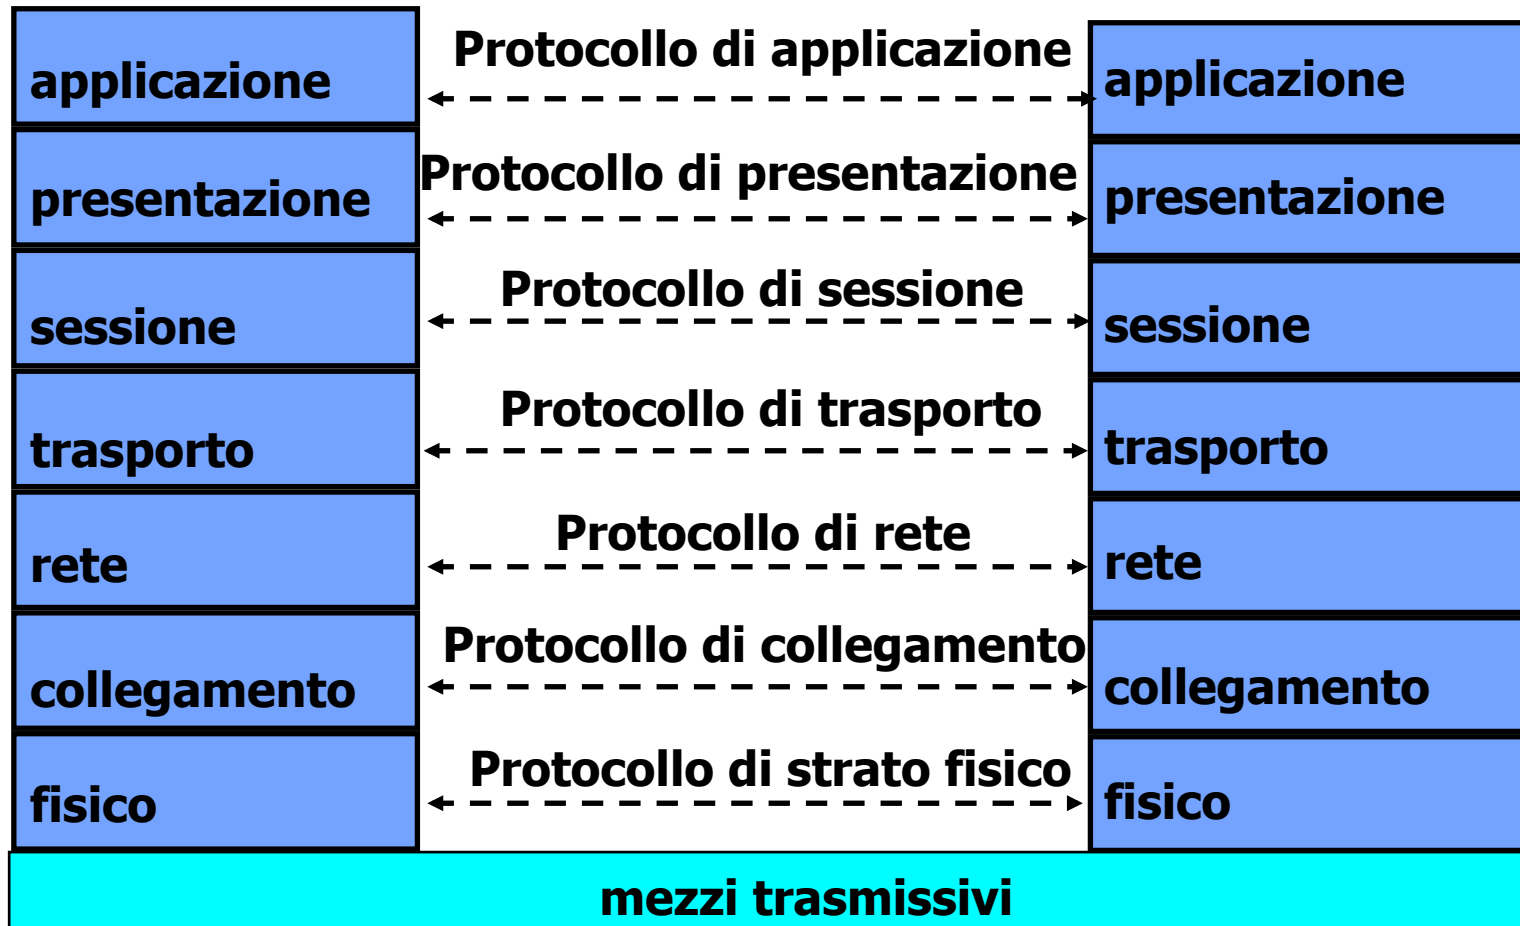 applicazione
Protocollo di applicazione
applicazione
presentazione
Protocollo di presentazione
presentazione
sessione
Protocollo di sessione
sessione
trasporto
Protocollo di trasporto
trasporto
rete
Protocollo di rete
rete
collegamento
Protocollo di collegamento
collegamento
fisico
Protocollo di strato fisico
fisico
mezzi trasmissivi